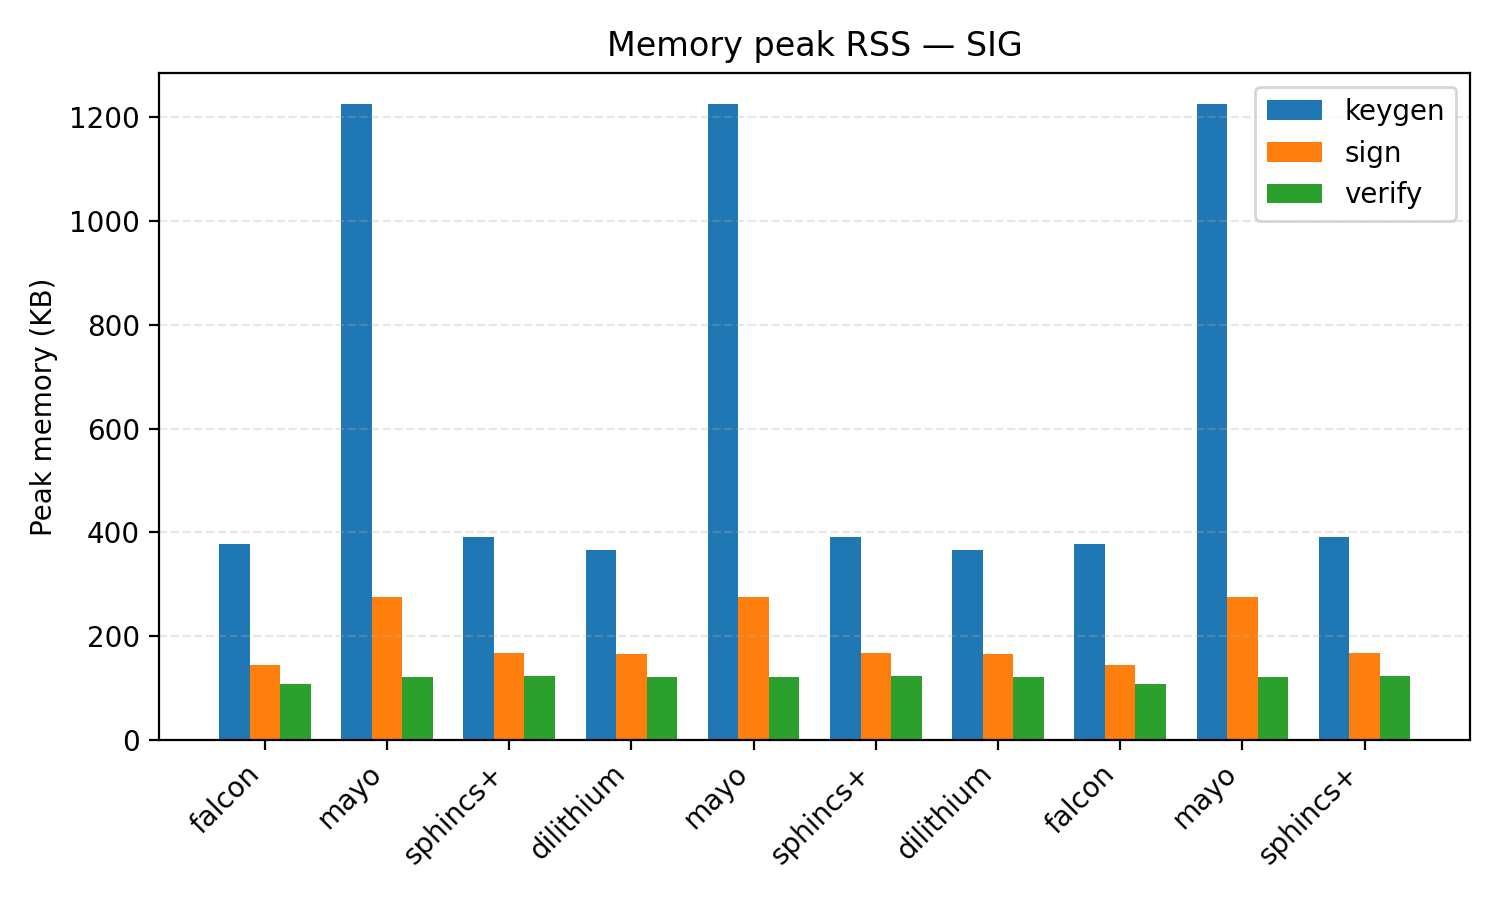 Memory peak RSS — SIG
keygen
sign
verify
Peak memory (KB)
1200
1000
800
600
400
200
0
falcon
mayo
sphincs+
dilithium
mayo
sphincs+
dilithium
falcon
mayo
sphincs+